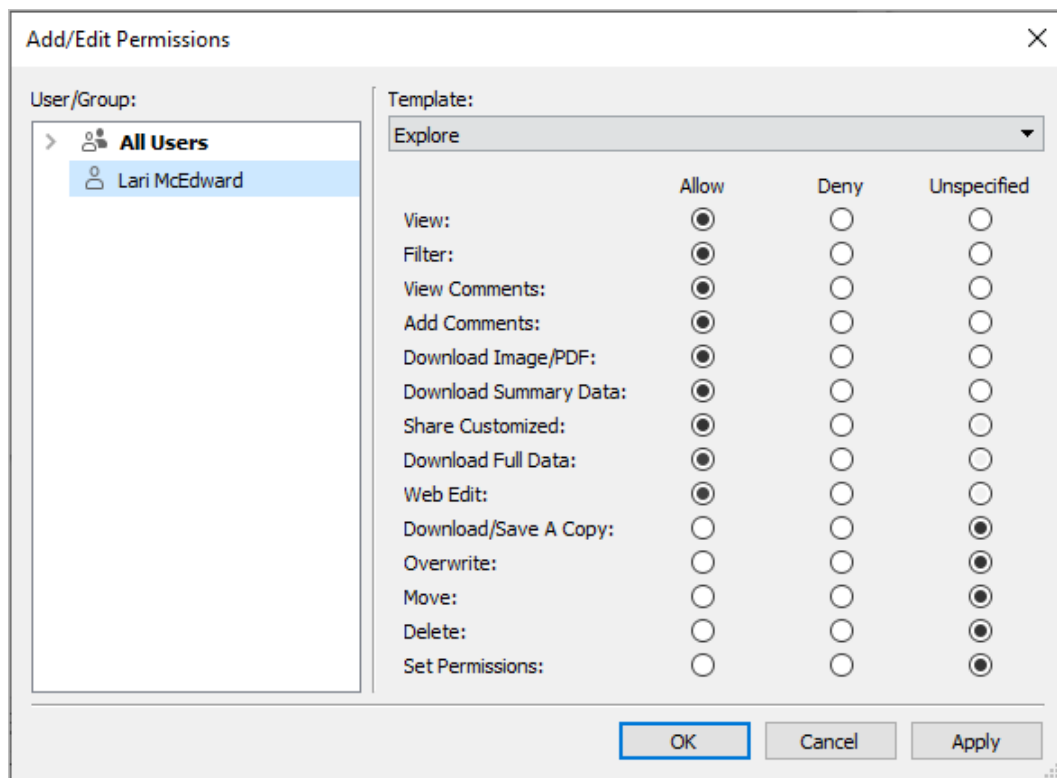 Add/Edit Permissions
User/Group:
All Users
Lari McEdward
Template:
Explore
Allow Deny Unspecified
View:
Filter:
View Comments:
Add Comments:
Download Image/PDF:
Download Summary Data:
Share Customized:
Download Full Data:
Web Edit:
Download/Save A Copy:
Overwrite:
Move:
Delete:
Set Permissions:
OK Cancel Apply